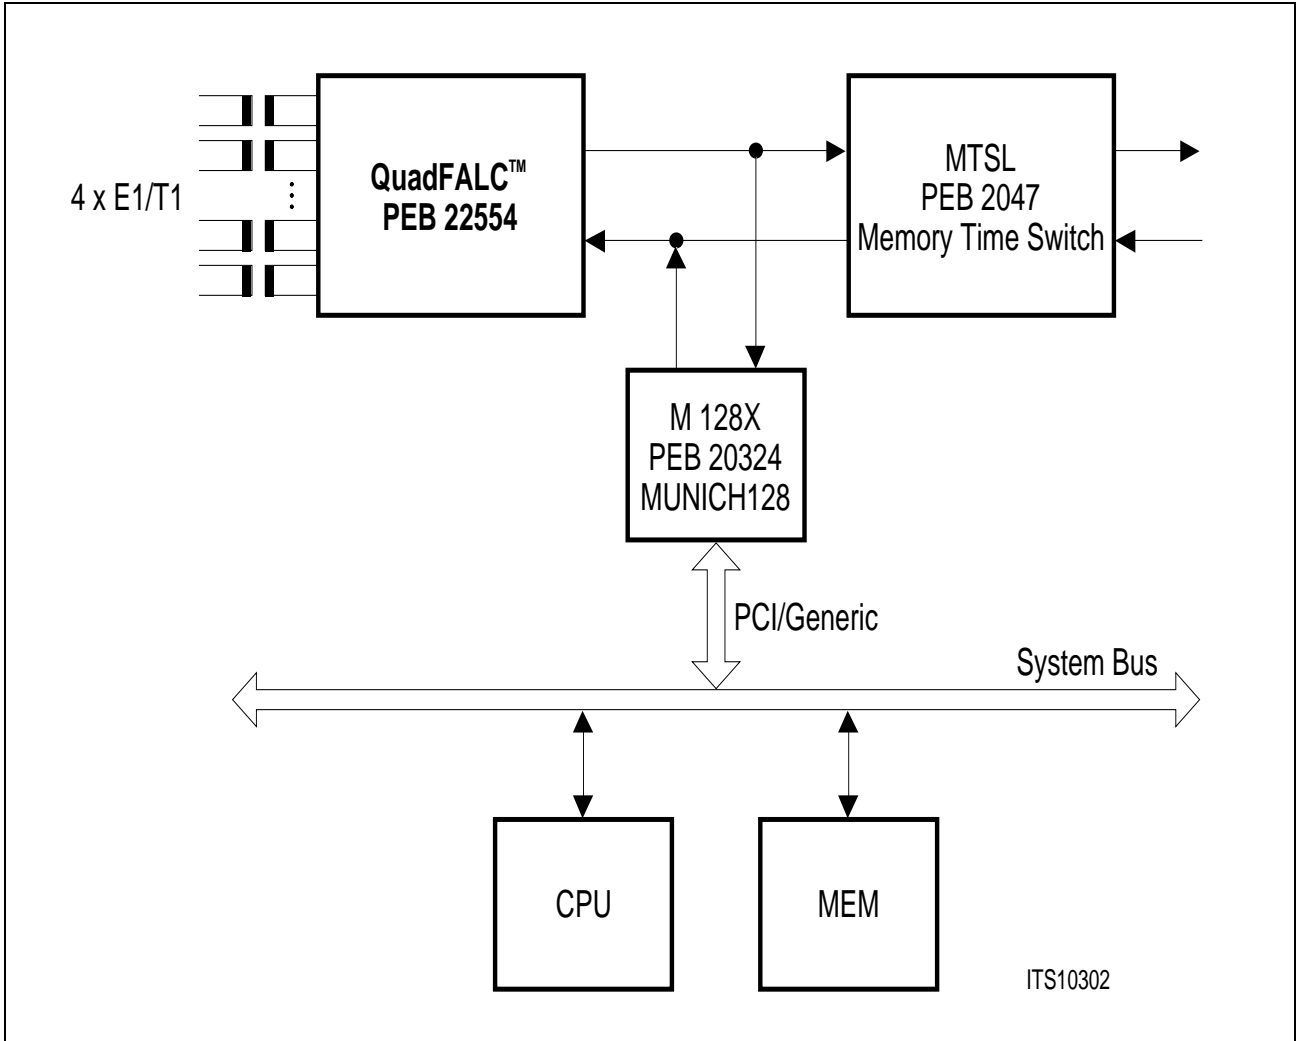 4 x E1/T1
QuadFALC™
PEB 22554
MTSL
PEB 2047
Memory Time Switch
M 128X
PEB 20324
MUNICH128
PCI/Generic
System Bus
CPU
MEM
ITS10302